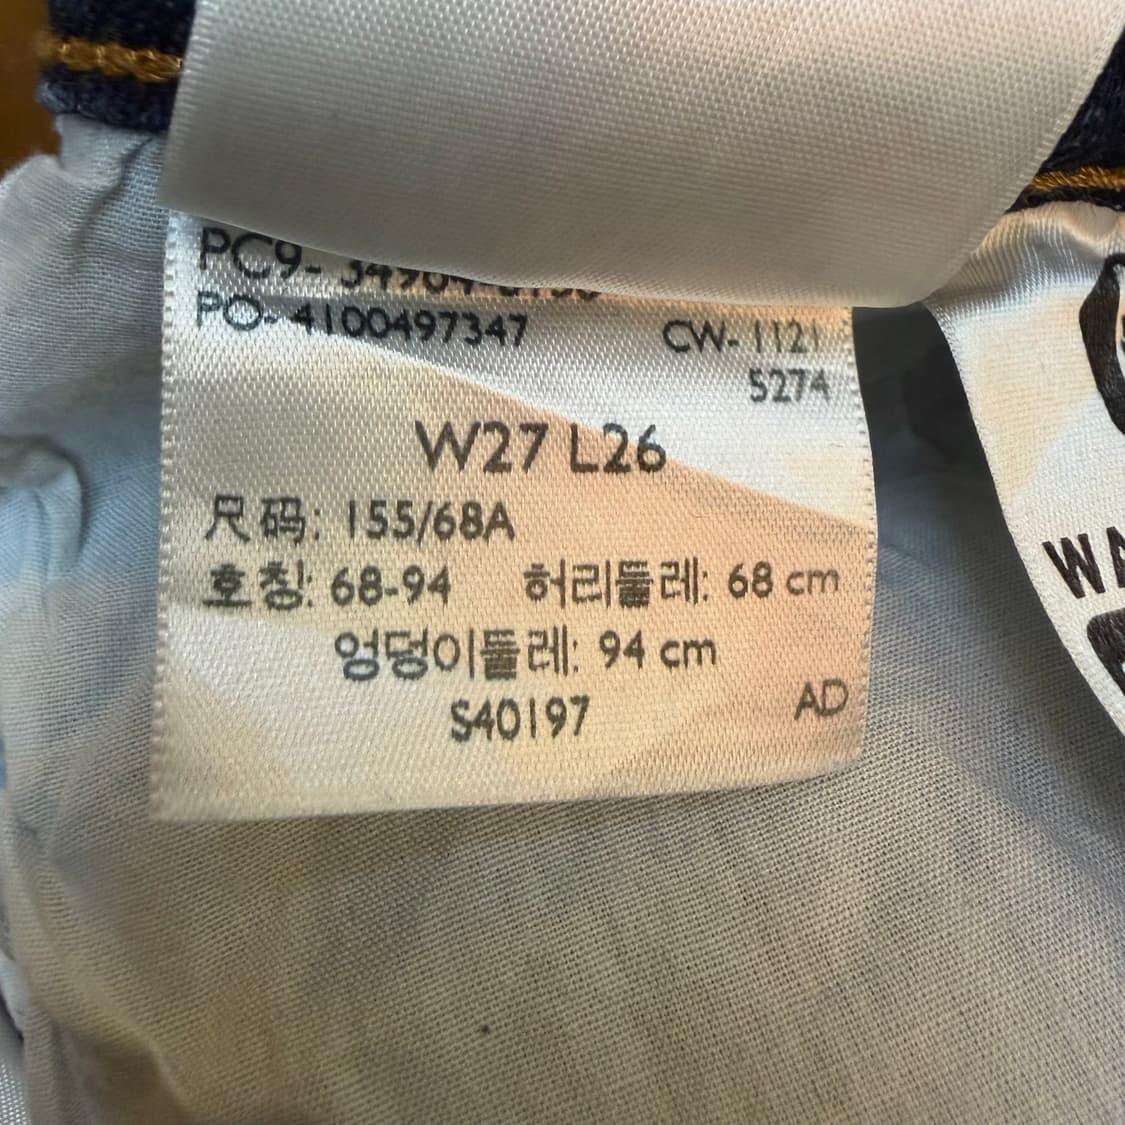 PC9-
PO- 4100497347 CW- 1121
5274
W27 L26
尺码: 155/68A
호칭: 68-94 허리둘레: 68 cm
엉덩이둘레: 94 cm
S40197 AD